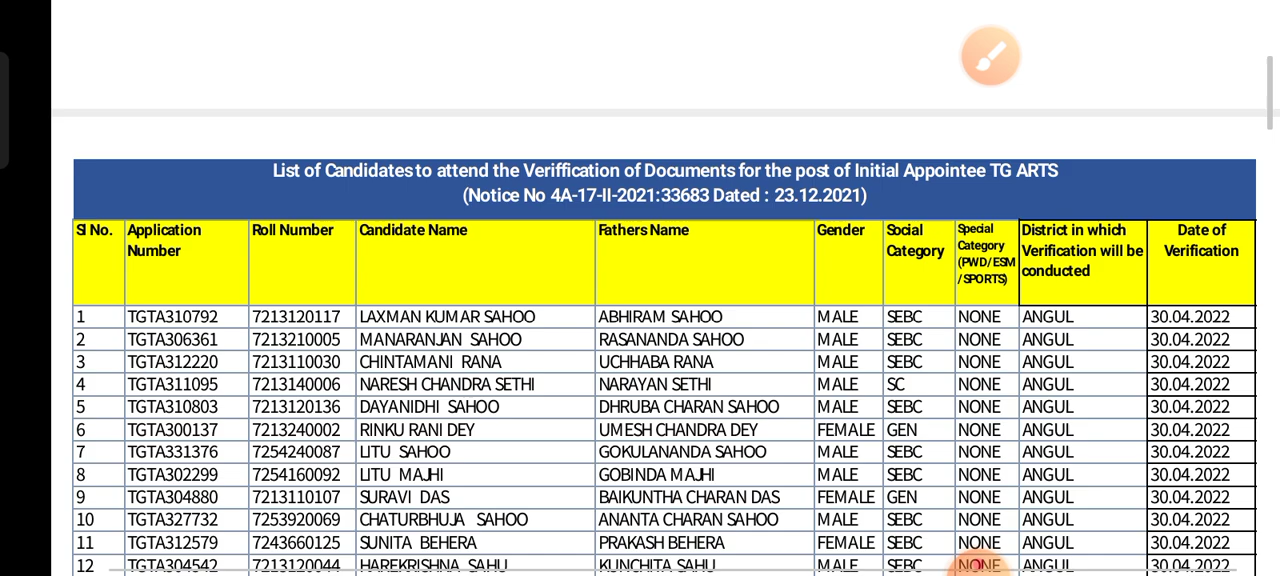 List of Candidates to attend the Veriffication of Documents for the post of Initial Appointee TG ARTS
(Notice No 4A-17-II-2021:33683 Dated : 23.12.2021)
Sl No. Application Number Roll Number Candidate Name Fathers Name Gender Social Category Special Category (PWD/ESM/SPORTS) District in which Verification will be conducted Date of Verification
1 TGTA310792 7213120117 LAXMAN KUMAR SAHOO ABHIRAM SAHOO MALE SEBC NONE ANGUL 30.04.2022
2 TGTA306361 7213210005 MANARANJAN SAHOO RASANANDA SAHOO MALE SEBC NONE ANGUL 30.04.2022
3 TGTA312220 7213110030 CHINTAMANI RANA UCHHABA RANA MALE SEBC NONE ANGUL 30.04.2022
4 TGTA311095 7213140006 NARESH CHANDRA SETHI NARAYAN SETHI MALE SC NONE ANGUL 30.04.2022
5 TGTA310803 7213120136 DAYANIDHI SAHOO DHRUBA CHARAN SAHOO MALE SEBC NONE ANGUL 30.04.2022
6 TGTA300137 7213240002 RINKU RANI DEY UMESH CHANDRA DEY FEMALE GEN NONE ANGUL 30.04.2022
7 TGTA331376 7254240087 LITU SAHOO GOKULANANDA SAHOO MALE SEBC NONE ANGUL 30.04.2022
8 TGTA302299 7254160092 LITU MAJHI GOBINDA MAJHI MALE SEBC NONE ANGUL 30.04.2022
9 TGTA304880 7213110107 SURAVI DAS BAIKUNTHA CHARAN DAS FEMALE GEN NONE ANGUL 30.04.2022
10 TGTA327732 7253920069 CHATURBHUJA SAHOO ANANTA CHARAN SAHOO MALE SEBC NONE ANGUL 30.04.2022
11 TGTA312579 7243660125 SUNITA BEHERA PRAKASH BEHERA FEMALE SEBC NONE ANGUL 30.04.2022
12 TGTA304542 7213120044 HAREKRISHNA SAHU KUNCHITA SAHU MALE SEBC NONE ANGUL 30.04.2022